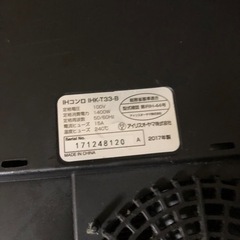 IHコンロ IHK-T33-B
定格電圧 100V
定格消費電力 1400W
定格周波数 50/60Hz
電流ヒューズ 15A
温度ヒューズ 240℃
アイリスオーヤマ株式会社
Serial No.
171248120 A
2017年製
MADE IN CHINA